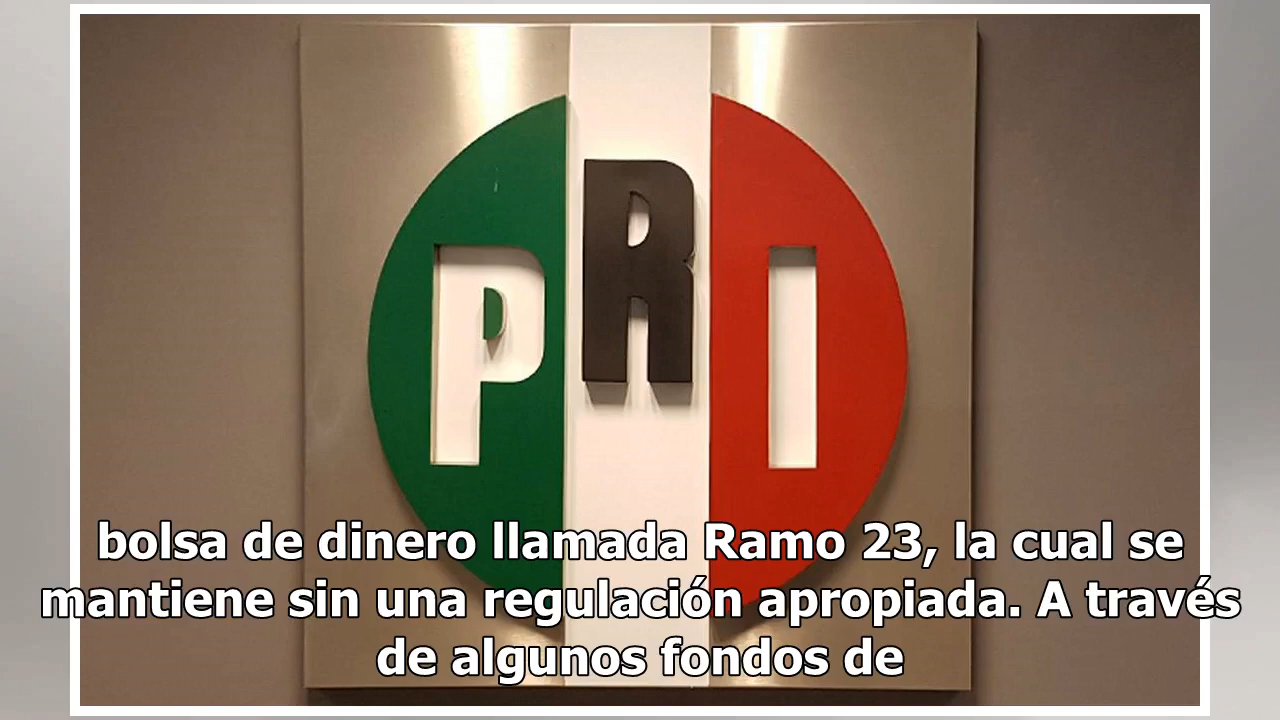 PRI
bolsa de dinero llamada Ramo 23, la cual se
mantiene sin una regulación apropiada. A través
de algunos fondos de